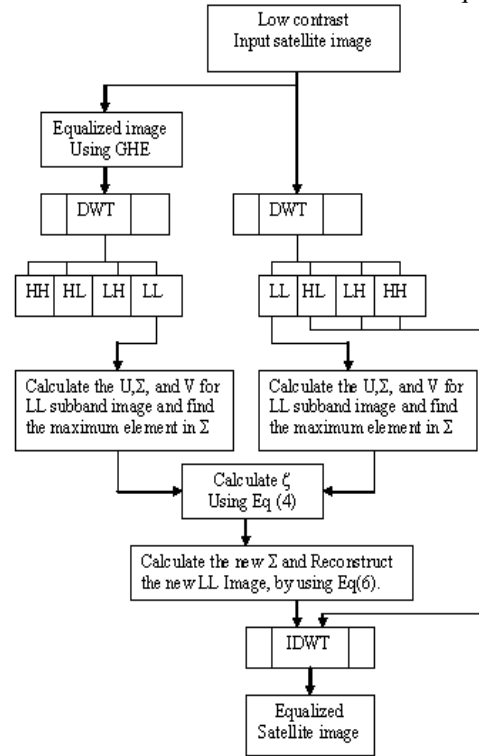 Low contrast
Input satellite image
Equalized image
Using GHE
DWT
DWT
HH HL LH LL
LL HL LH HH
Calculate the U,Σ, and V for
LL subband image and find
the maximum element in Σ
Calculate the U,Σ, and V for
LL subband image and find
the maximum element in Σ
Calculate ζ
Using Eq (4)
Calculate the new Σ and Reconstruct
the new LL Image, by using Eq(6).
IDWT
Equalized
Satellite image